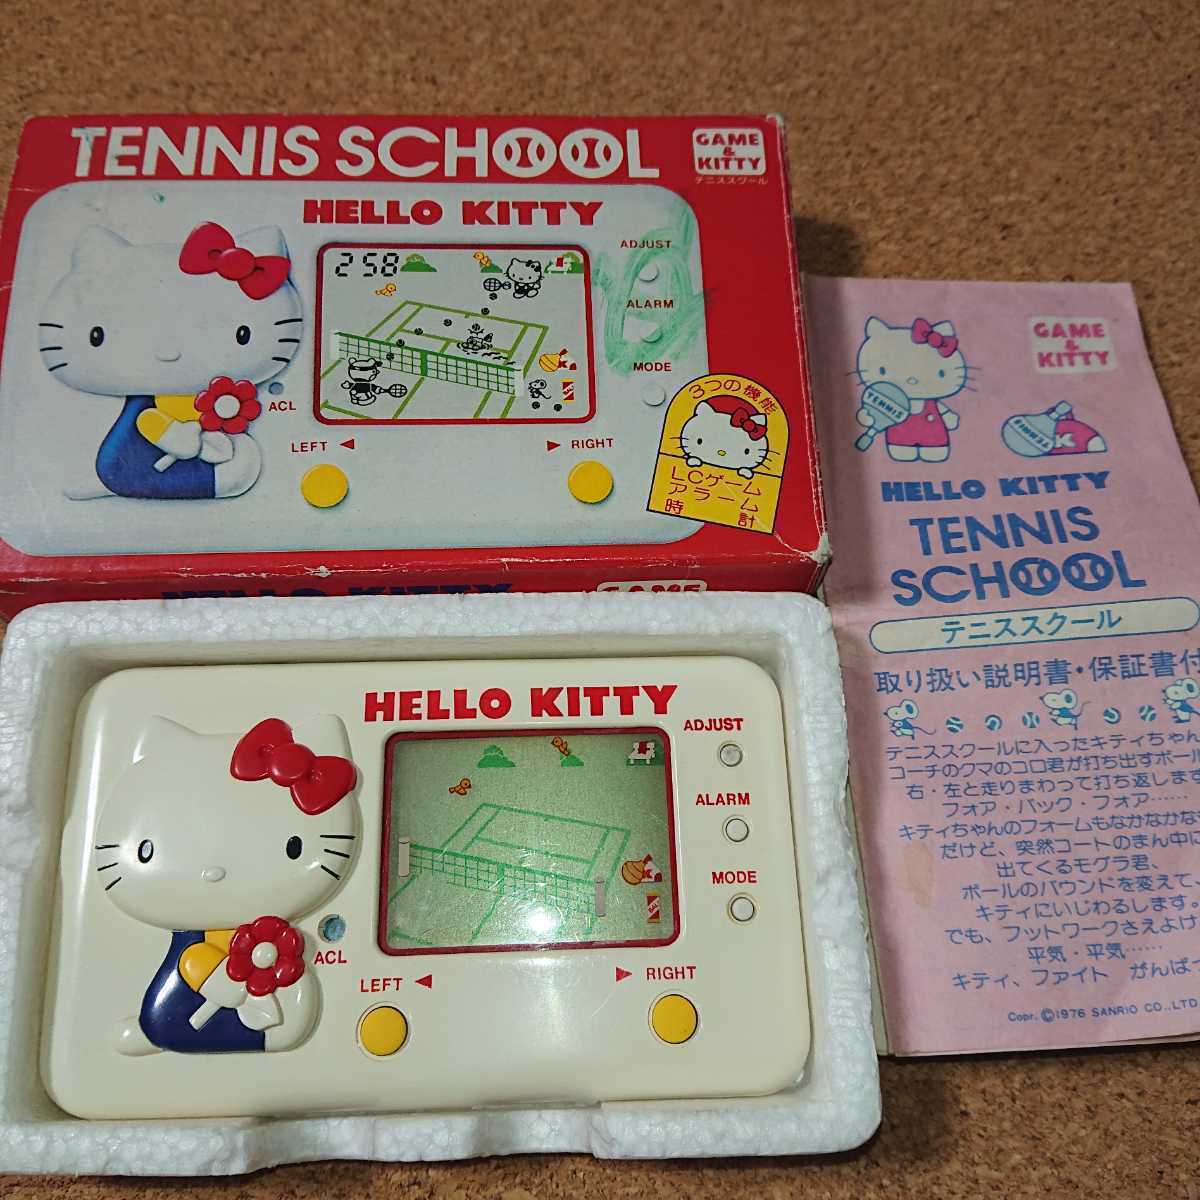 TENNIS SCHOOL
GAME
&
KITTY
テニススクール
HELLO KITTY
ADJUST
2 58
ALARM
MODE
ACL
LEFT
RIGHT
3つの機能
LCゲーム
アラーム
時計
HELLO KITTY
GAME
HELLO KITTY
ADJUST
ALARM
MODE
ACL
LEFT
RIGHT
GAME
&
KITTY
TENNIS
TENNIS
HELLO KITTY
TENNIS
SCHOOL
テニススクール
取り扱い説明書・保証書付
テニススクールに入ったキティちゃん
コーチのクマのコロ君が打ち出すボール
右・左と走りまわって打ち返します
フォア・バック・フォア……
キティちゃんのフォームもなかなかな
だけど、突然コートのまん中に
出てくるモグラ君、
ボールのバウンドを変えて、
キティにいじわるします。
でも、フットワークさえよけ
平気・平気……
キティ、ファイト がんばっ
Copr. ©1976 SANRIO CO.,LTD